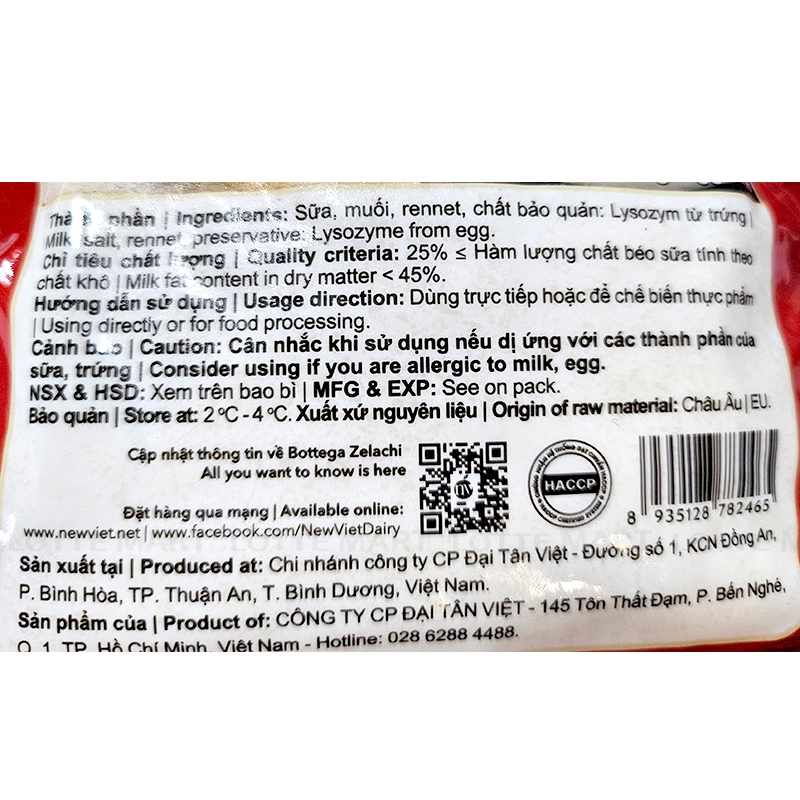 Thành phần | Ingredients: Sữa, muối, rennet, chất bảo quản: Lysozym từ trứng |
Milk, salt, rennet, preservative: Lysozyme from egg.
Chỉ tiêu chất lượng | Quality criteria: 25% ≤ Hàm lượng chất béo sữa tính theo
chất khô | Milk fat content in dry matter < 45%.
Hướng dẫn sử dụng | Usage direction: Dùng trực tiếp hoặc để chế biến thực phẩm
| Using directiy or for food processing.
Cảnh báo | Caution: Cân nhắc khi sử dụng nếu dị ứng với các thành phần của
sữa, trứng | Consider using if you are allergic to milk, egg.
NSX & HSD: Xem trên bao bì | MFG & EXP: See on pack.
Bảo quản | Store at: 2°C - 4°C. Xuất xứ nguyên liệu | Origin of raw material: Châu Âu | EU.
Cập nhật thông tin về Bottega Zelachi
All you want to know is here
Đặt hàng qua mạng | Available online:
www.newviet.net | www.facebook.com/NewVietDairy
nv
HACCP
8 935128 782465
LOTTE MART LOTTE MART LOTTE MART
Sản xuất tại | Produced at: Chi nhánh công ty CP Đại Tân Việt - Đường số 1, KCN Đồng An,
P. Bình Hòa, TP. Thuận An, T. Bình Dương, Việt Nam.
Sản phẩm của | Product of: CÔNG TY CP ĐẠI TÂN VIỆT - 145 Tôn Thất Đạm, P. Bến Nghé,
Q. 1, TP. Hồ Chí Minh, Việt Nam - Hotline: 028 6288 4488.